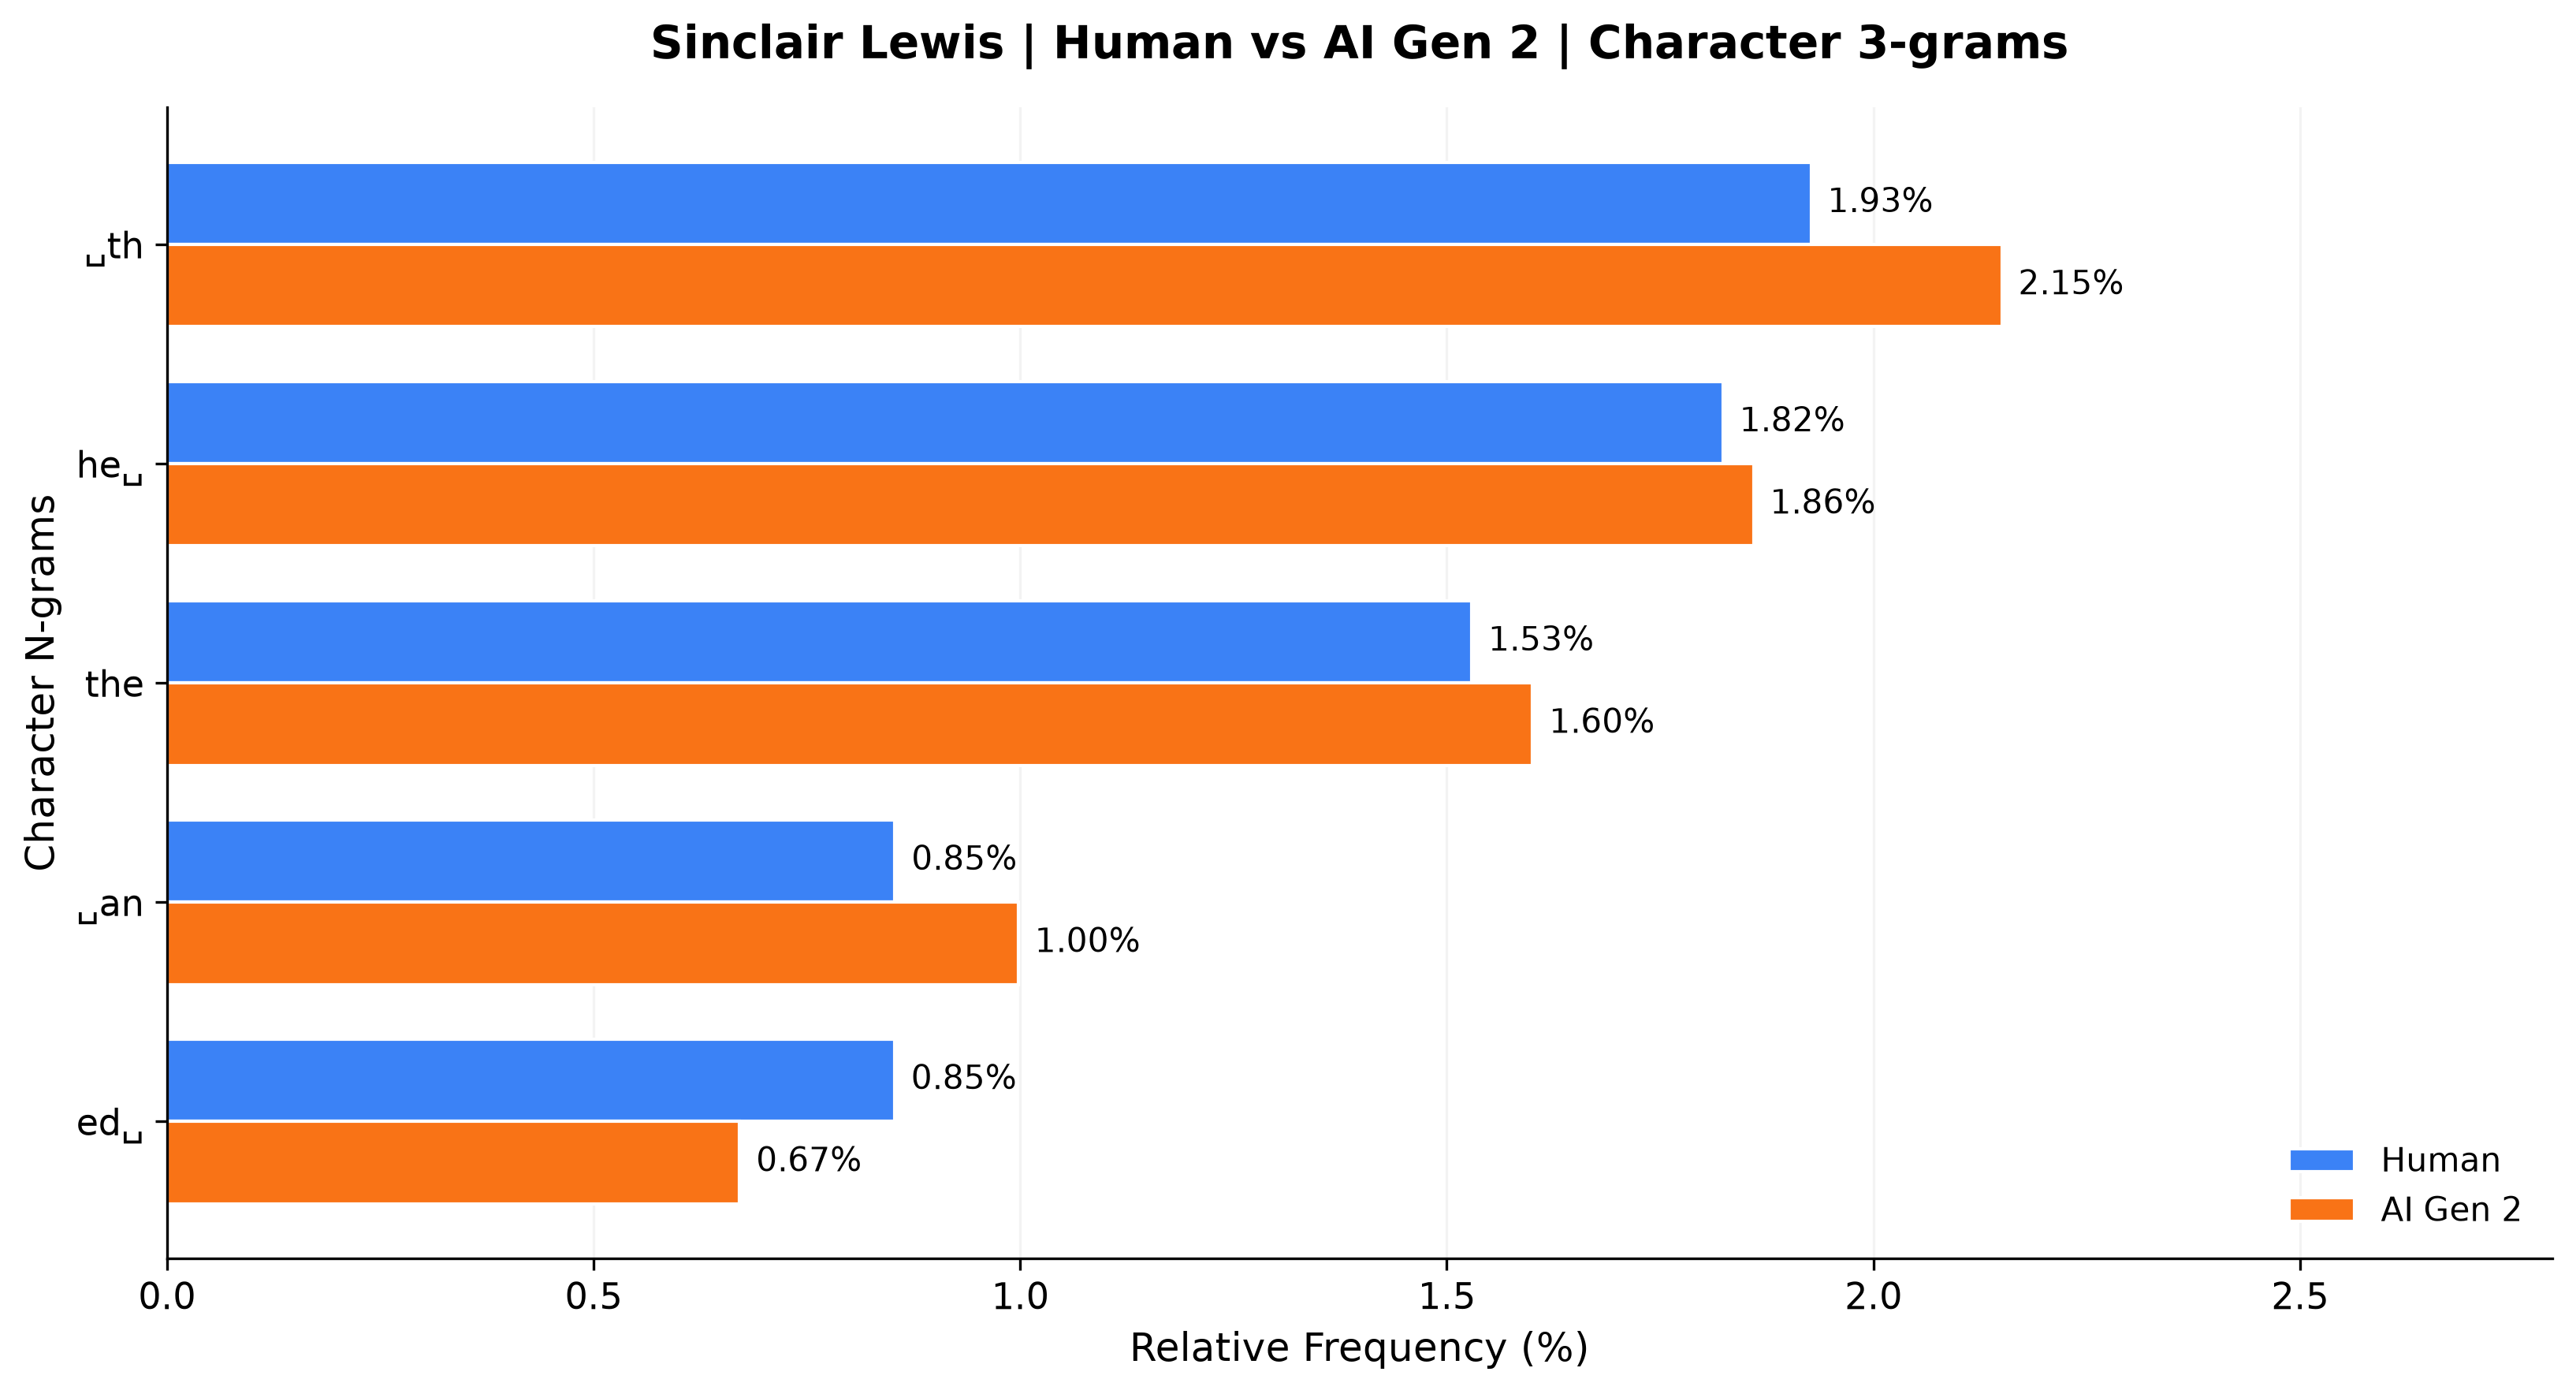 Sinclair Lewis | Human vs AI Gen 2 | Character 3-grams
Character N-grams
␣th
1.93%
2.15%
he␣
1.82%
1.86%
the
1.53%
1.60%
␣an
0.85%
1.00%
ed␣
0.85%
0.67%
Human
AI Gen 2
0.0 0.5 1.0 1.5 2.0 2.5
Relative Frequency (%)